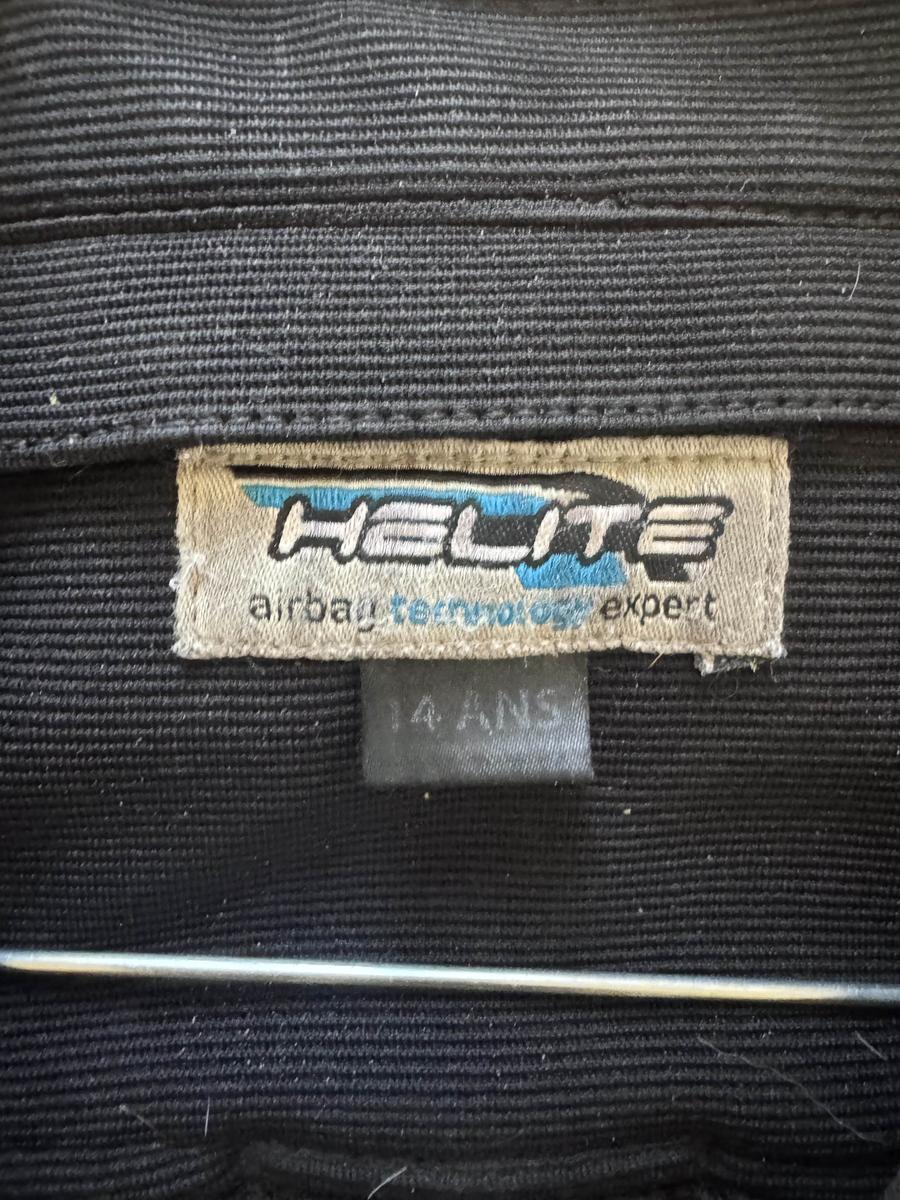 HELITE
airbag technology expert
14 ANS